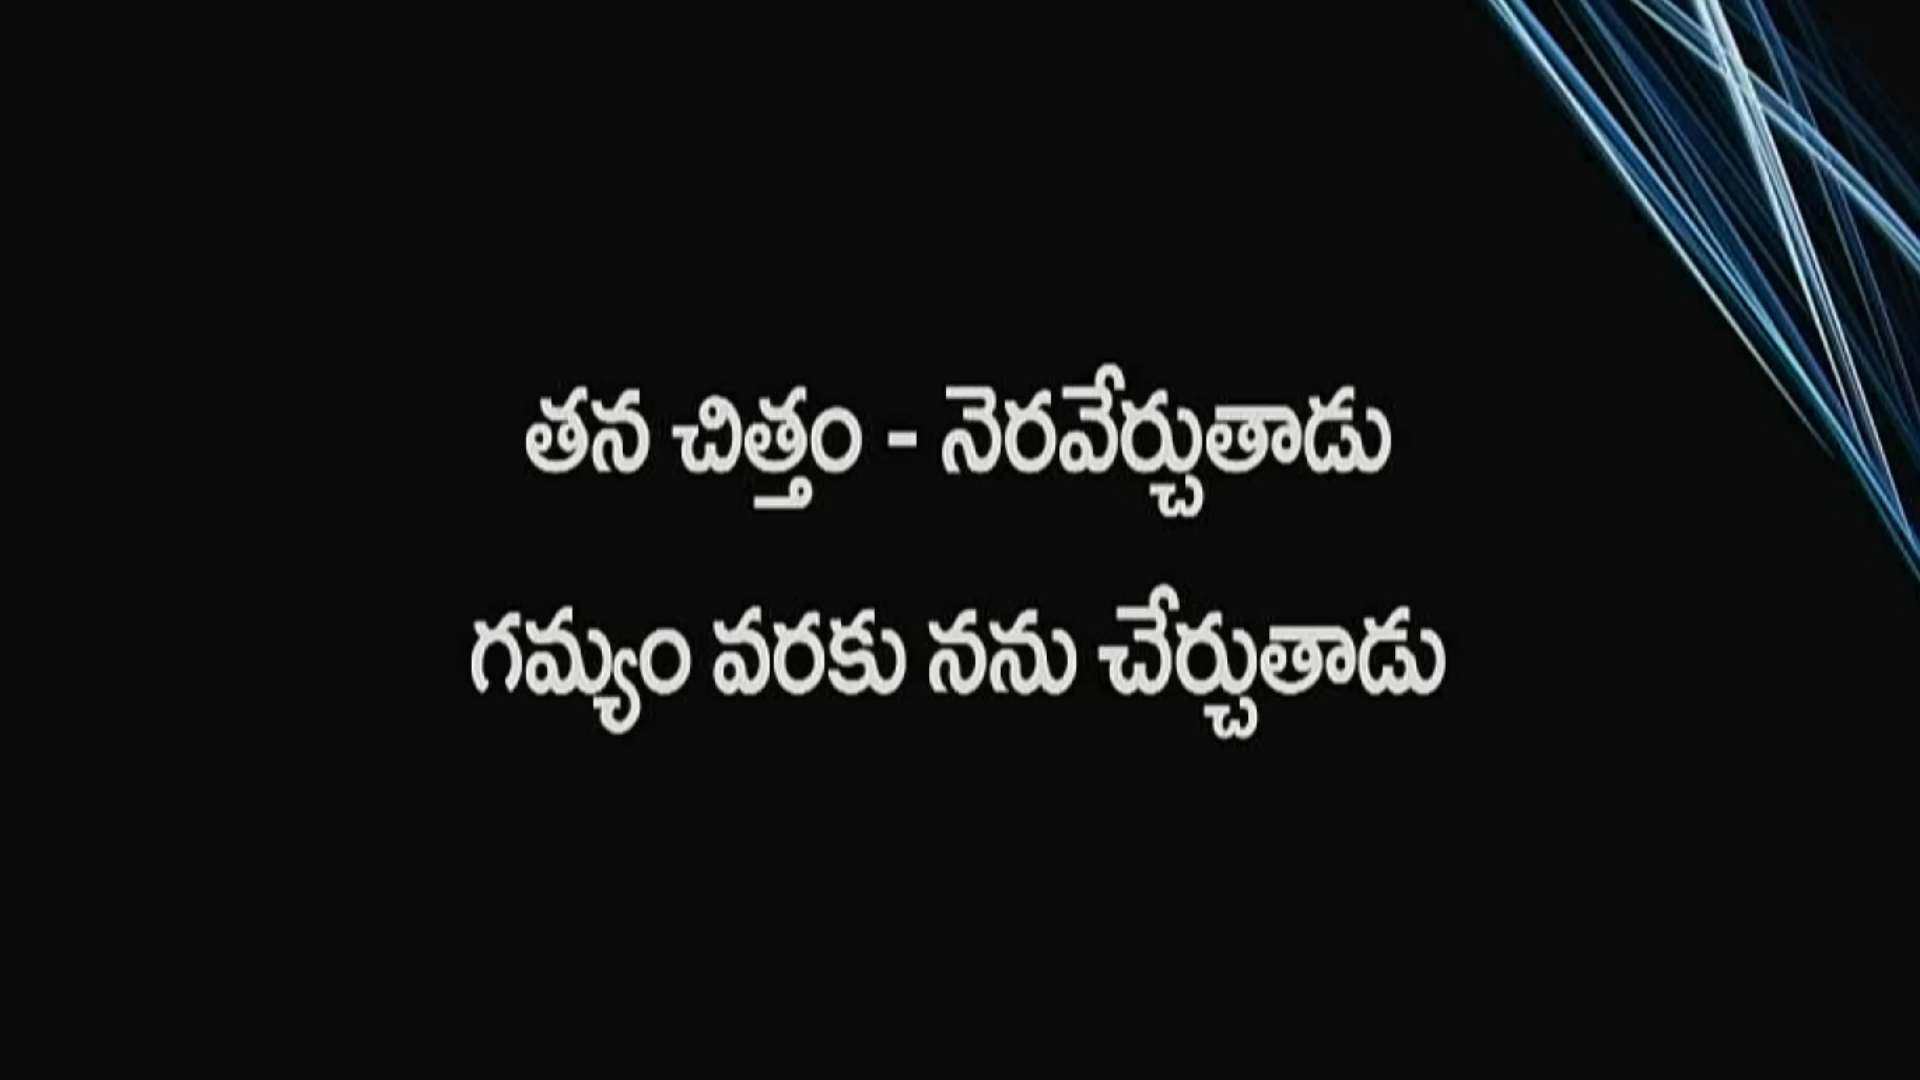 తన చిత్తం - నెరవేర్చుతాడు
గమ్యం వరకు నను చేర్చుతాడు